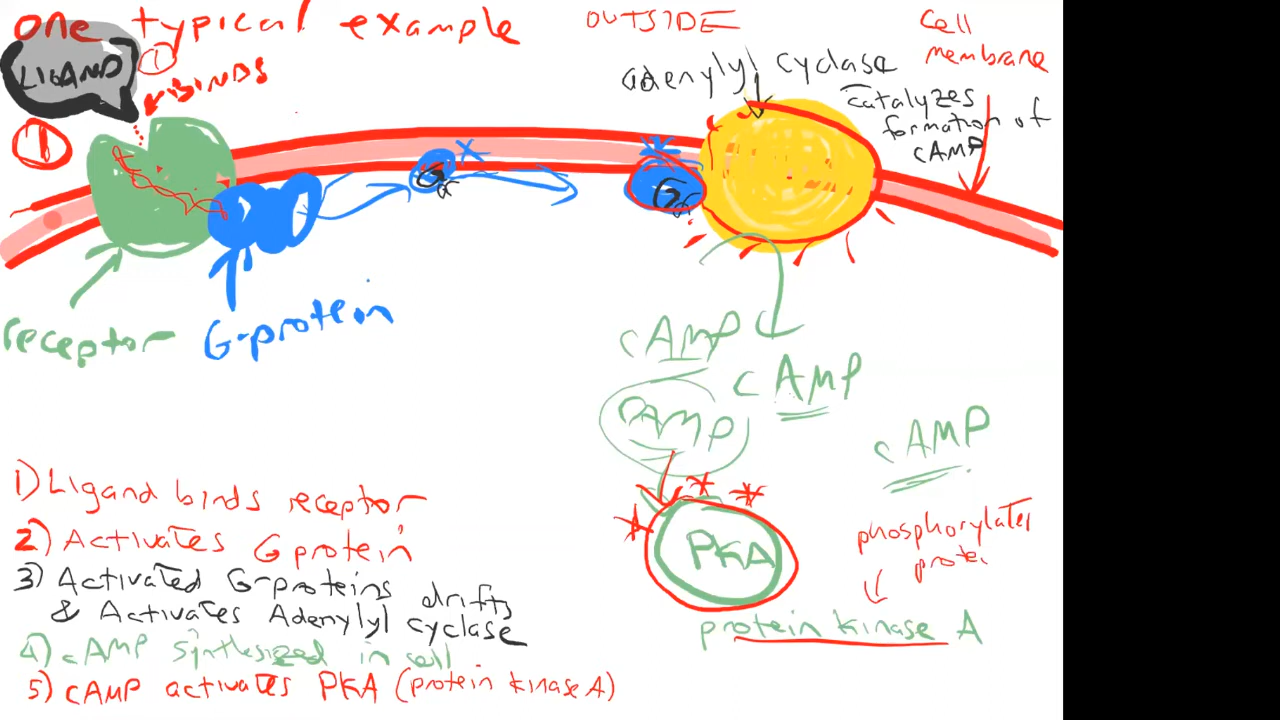 one typical example
OUTSIDE
Cell
membrane
LIGAND
1
BINDS
1
adenylyl cyclase
catalyzes
formation of
cAMP
G
G
receptor
G-protein
cAMP
cAMP
cAMP
cAMP
PKA
phosphorylates
protei
protein kinase A
1) Ligand binds receptor
2) Activates G protein
3) Activated G-proteins drifts
& Activates Adenylyl cyclase
4) cAMP synthesized in cell
5) cAMP activates PKA (protein kinase A)